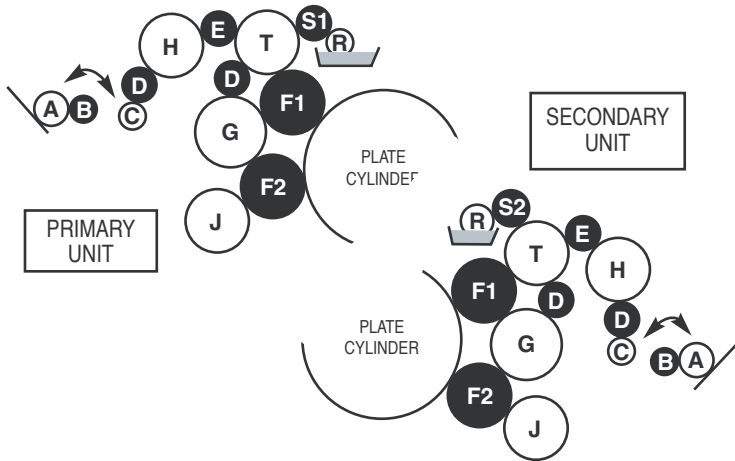 S1
E
H
T
R
D
D
A
B
C
F1
G
SECONDARY
UNIT
PLATE
CYLINDER
F2
J
PRIMARY
UNIT
R
S2
E
T
H
F1
D
D
PLATE
CYLINDER
G
C
B
A
F2
J